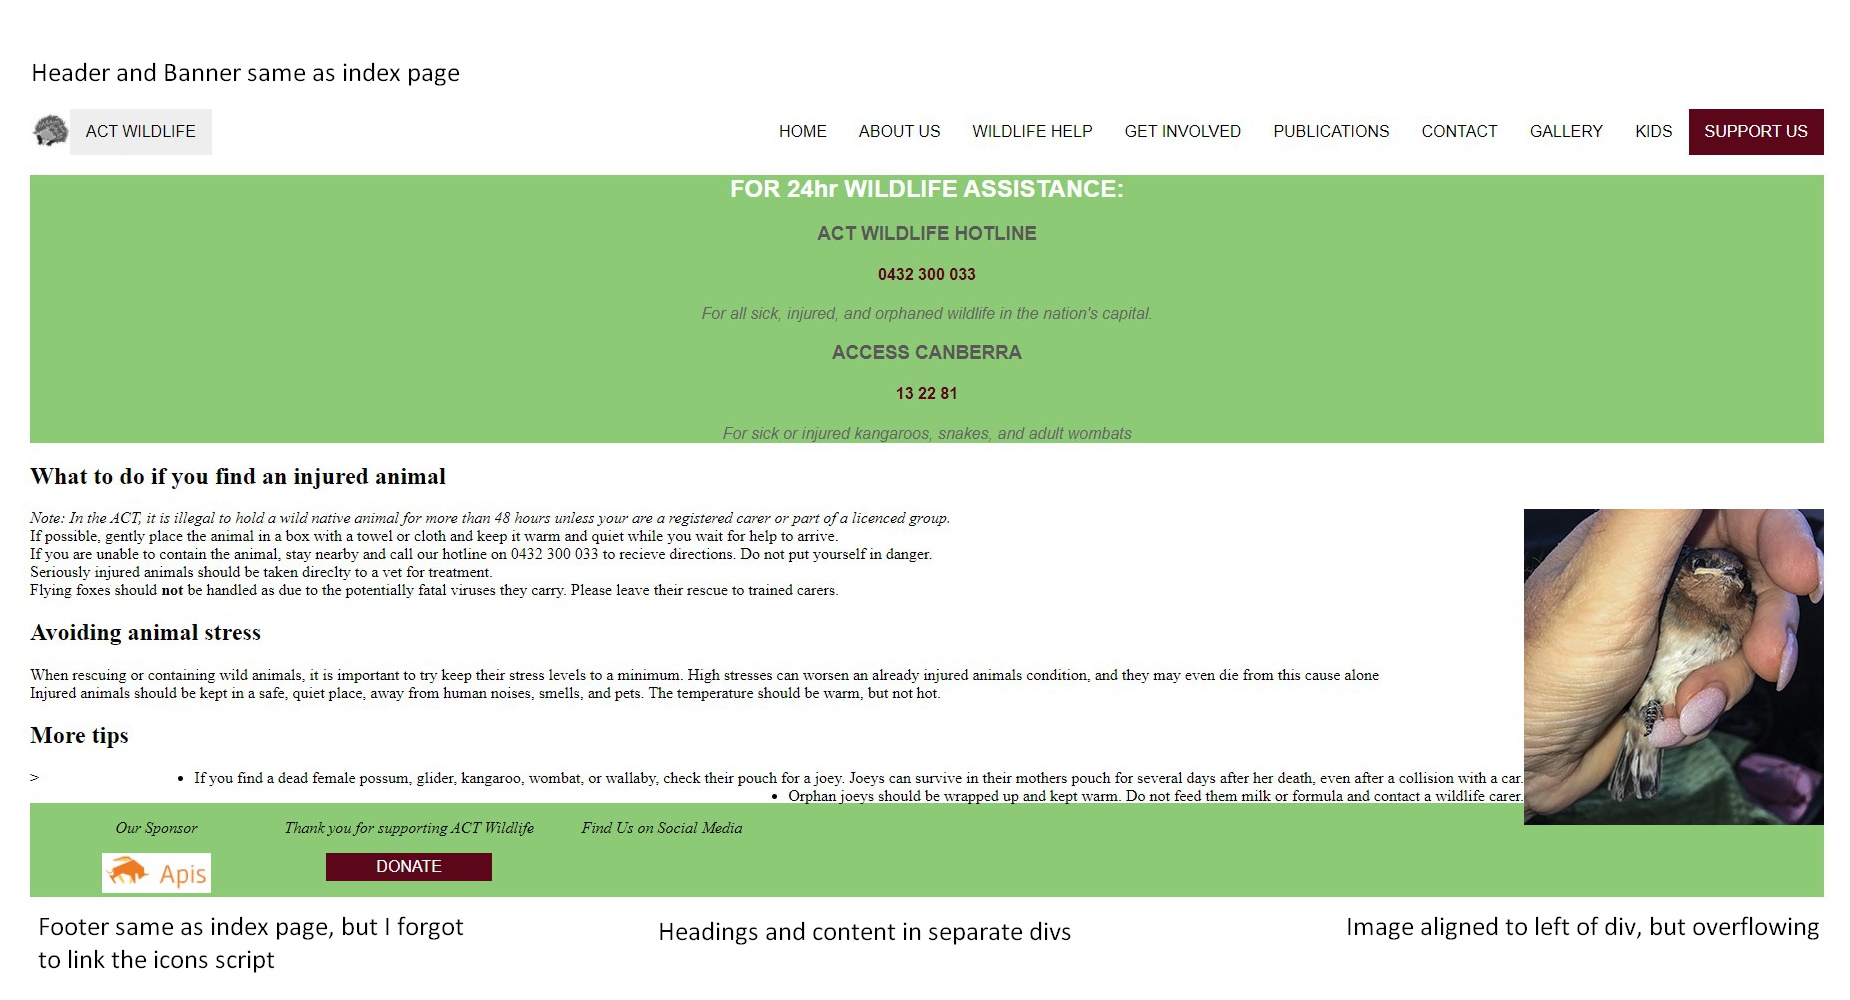 Header and Banner same as index page
ACT WILDLIFE
HOME ABOUT US WILDLIFE HELP GET INVOLVED PUBLICATIONS CONTACT GALLERY KIDS SUPPORT US
FOR 24hr WILDLIFE ASSISTANCE:
ACT WILDLIFE HOTLINE
0432 300 033
For all sick, injured, and orphaned wildlife in the nation's capital.
ACCESS CANBERRA
13 22 81
For sick or injured kangaroos, snakes, and adult wombats
What to do if you find an injured animal
Note: In the ACT, it is illegal to hold a wild native animal for more than 48 hours unless your are a registered carer or part of a licenced group.
If possible, gently place the animal in a box with a towel or cloth and keep it warm and quiet while you wait for help to arrive.
If you are unable to contain the animal, stay nearby and call our hotline on 0432 300 033 to recieve directions. Do not put yourself in danger.
Seriously injured animals should be taken direclty to a vet for treatment.
Flying foxes should not be handled as due to the potentially fatal viruses they carry. Please leave their rescue to trained carers.
Avoiding animal stress
When rescuing or containing wild animals, it is important to try keep their stress levels to a minimum. High stresses can worsen an already injured animals condition, and they may even die from this cause alone
Injured animals should be kept in a safe, quiet place, away from human noises, smells, and pets. The temperature should be warm, but not hot.
More tips
> • If you find a dead female possum, glider, kangaroo, wombat, or wallaby, check their pouch for a joey. Joeys can survive in their mothers pouch for several days after her death, even after a collision with a car.
• Orphan joeys should be wrapped up and kept warm. Do not feed them milk or formula and contact a wildlife carer.
Our Sponsor Thank you for supporting ACT Wildlife Find Us on Social Media
Apis DONATE
Footer same as index page, but I forgot
to link the icons script
Headings and content in separate divs
Image aligned to left of div, but overflowing